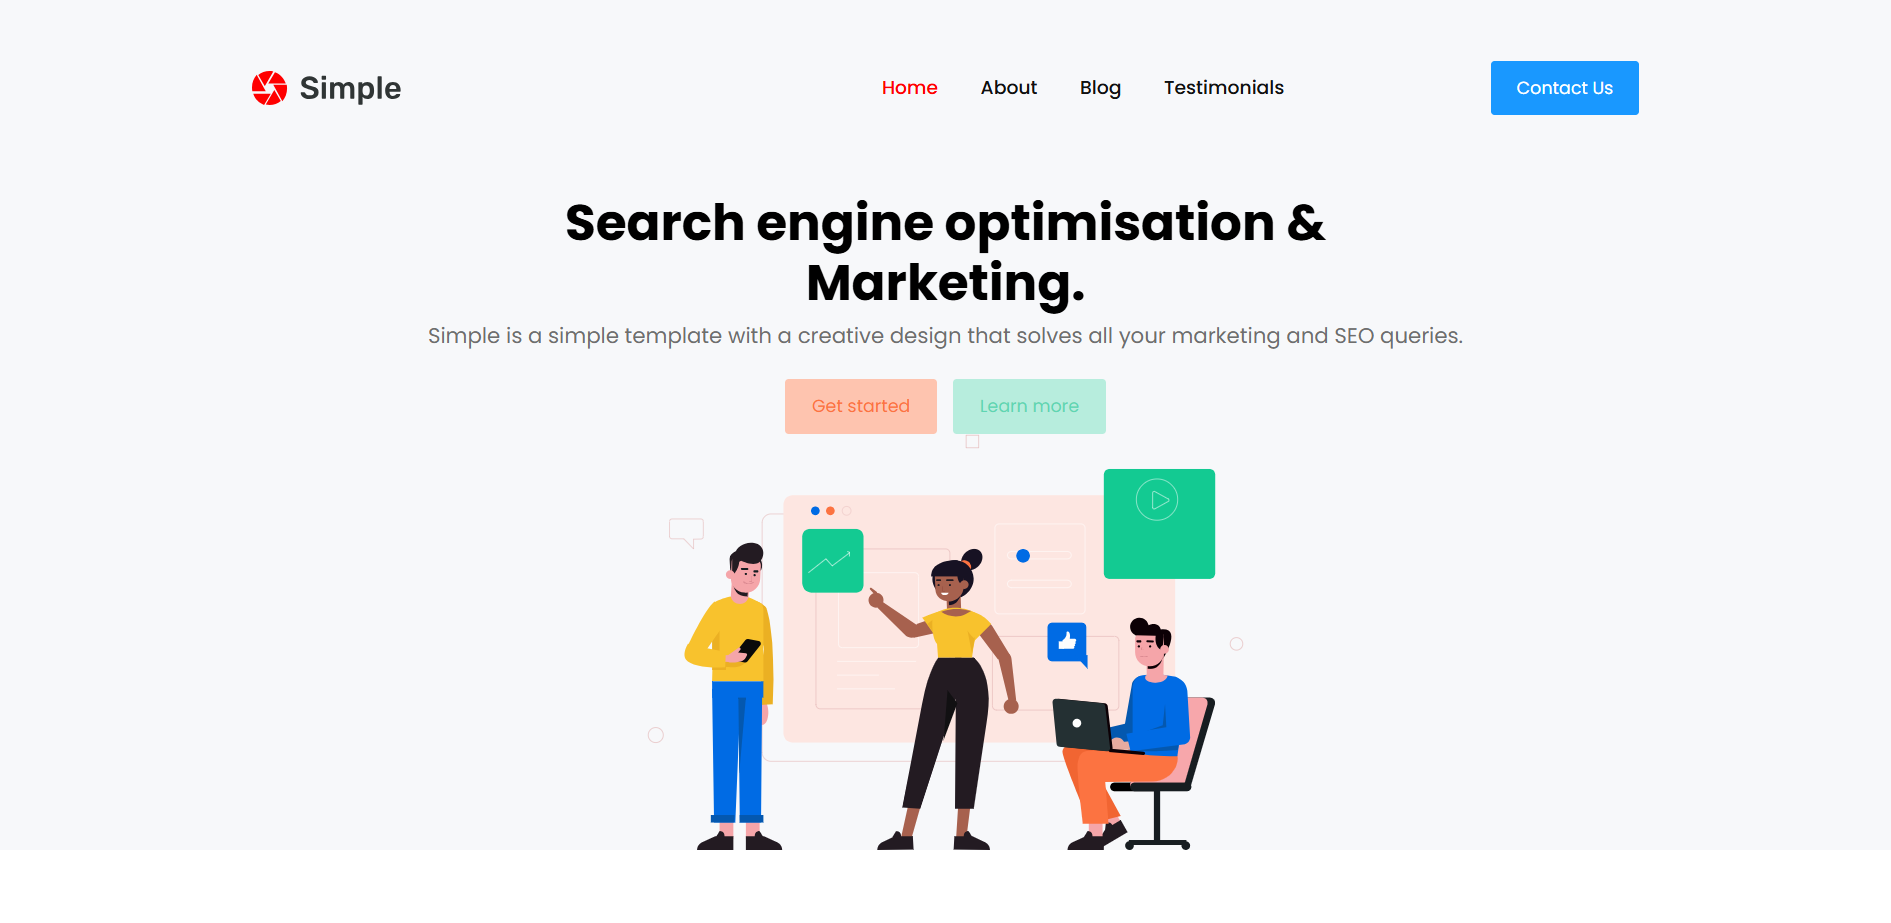 Simple
Home About Blog Testimonials
Contact Us
Search engine optimisation &
Marketing.
Simple is a simple template with a creative design that solves all your marketing and SEO queries.
Get started
Learn more